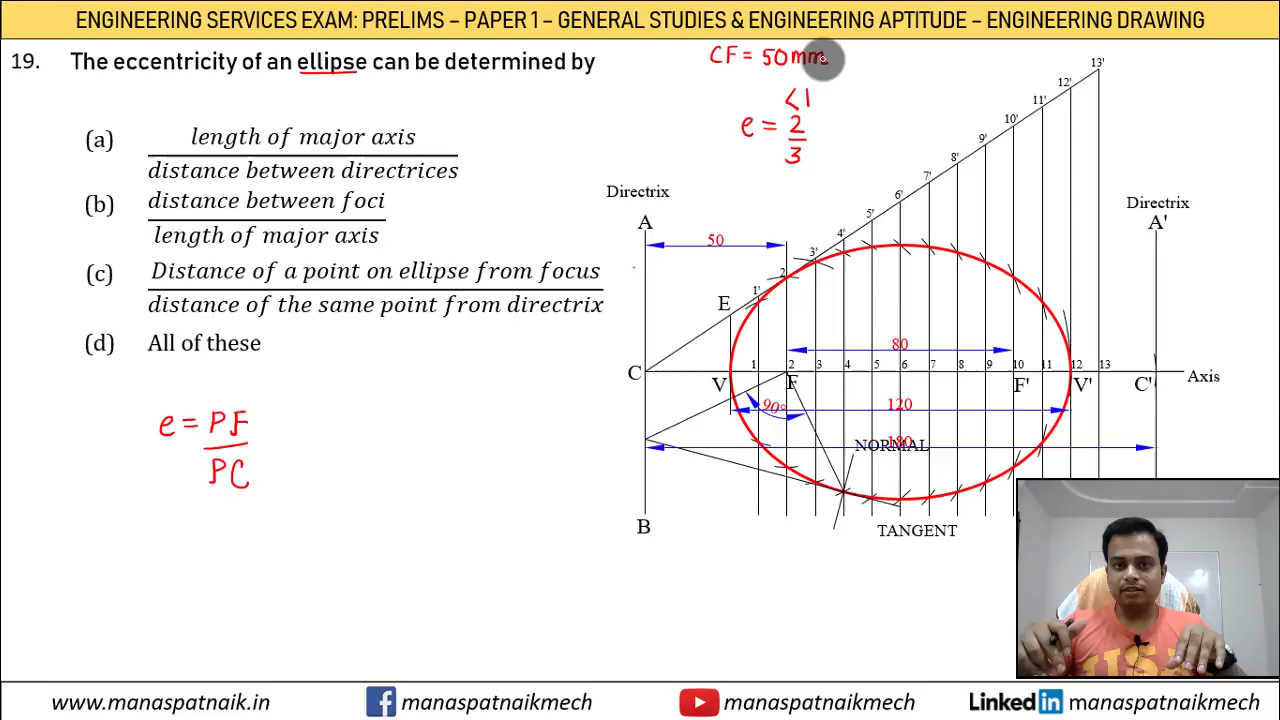 ENGINEERING SERVICES EXAM: PRELIMS – PAPER 1 – GENERAL STUDIES & ENGINEERING APTITUDE – ENGINEERING DRAWING
19. The eccentricity of an ellipse can be determined by
CF = 50mm
<1
e = 2
3
(a) length of major axis
distance between directrices
(b) distance between foci
length of major axis
(c) Distance of a point on ellipse from focus
distance of the same point from directrix
(d) All of these
e = PF
PC
13'
12'
11'
10'
9'
8'
7'
6'
5'
4'
3'
2
1'
Directrix
Directrix
A
A'
50
E
80
C
1 2 3 4 5 6 7 8 9 10 11 12 13
V F F' V' C' Axis
90°
120
180
NORMAL
B
TANGENT
www.manaspatnaik.in
f manaspatnaikmech
manaspatnaikmech
Linked in manaspatnaikmech